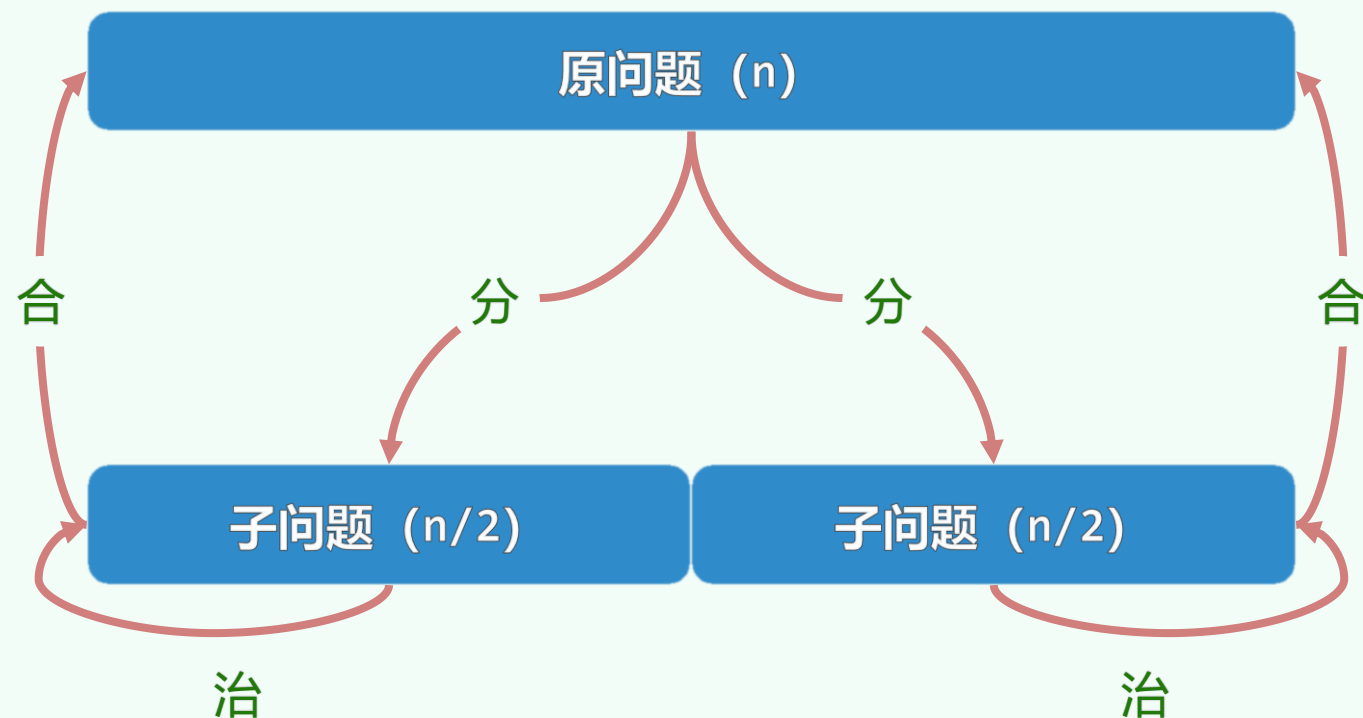 原问题 (n)
合 分 分 合
子问题 (n/2) 子问题 (n/2)
治 治